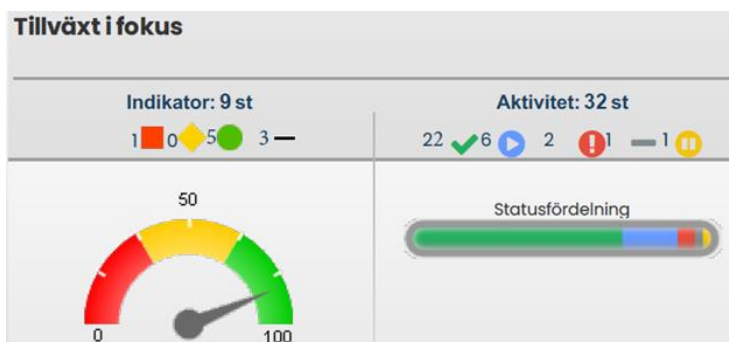 Tillväxt i fokus
Indikator: 9 st
1 0 5 3
Aktivitet: 32 st
22 6 2 1 1
Statusfördelning
50
0 100